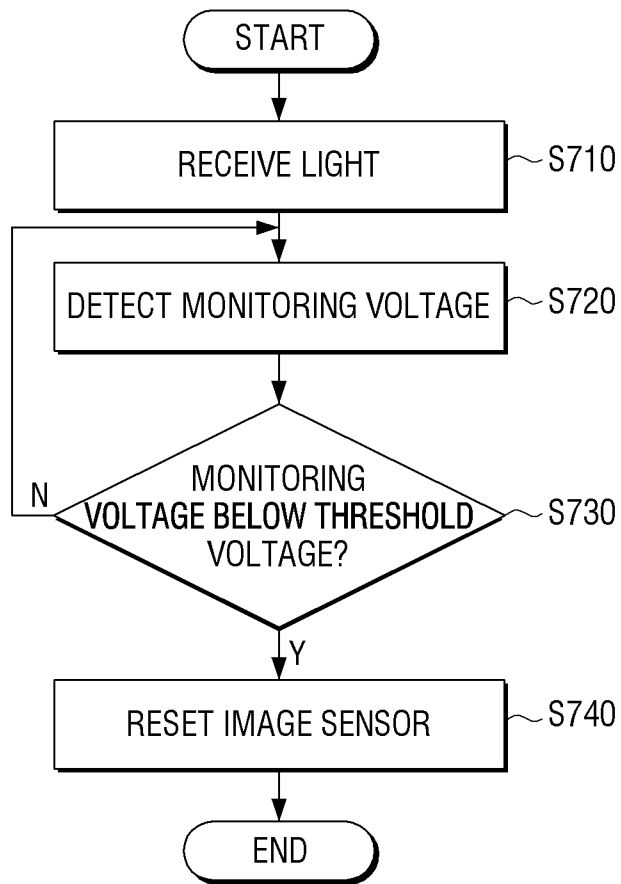 START
RECEIVE LIGHT
S710
DETECT MONITORING VOLTAGE
S720
N
MONITORING
VOLTAGE BELOW THRESHOLD
VOLTAGE?
S730
Y
RESET IMAGE SENSOR
S740
END